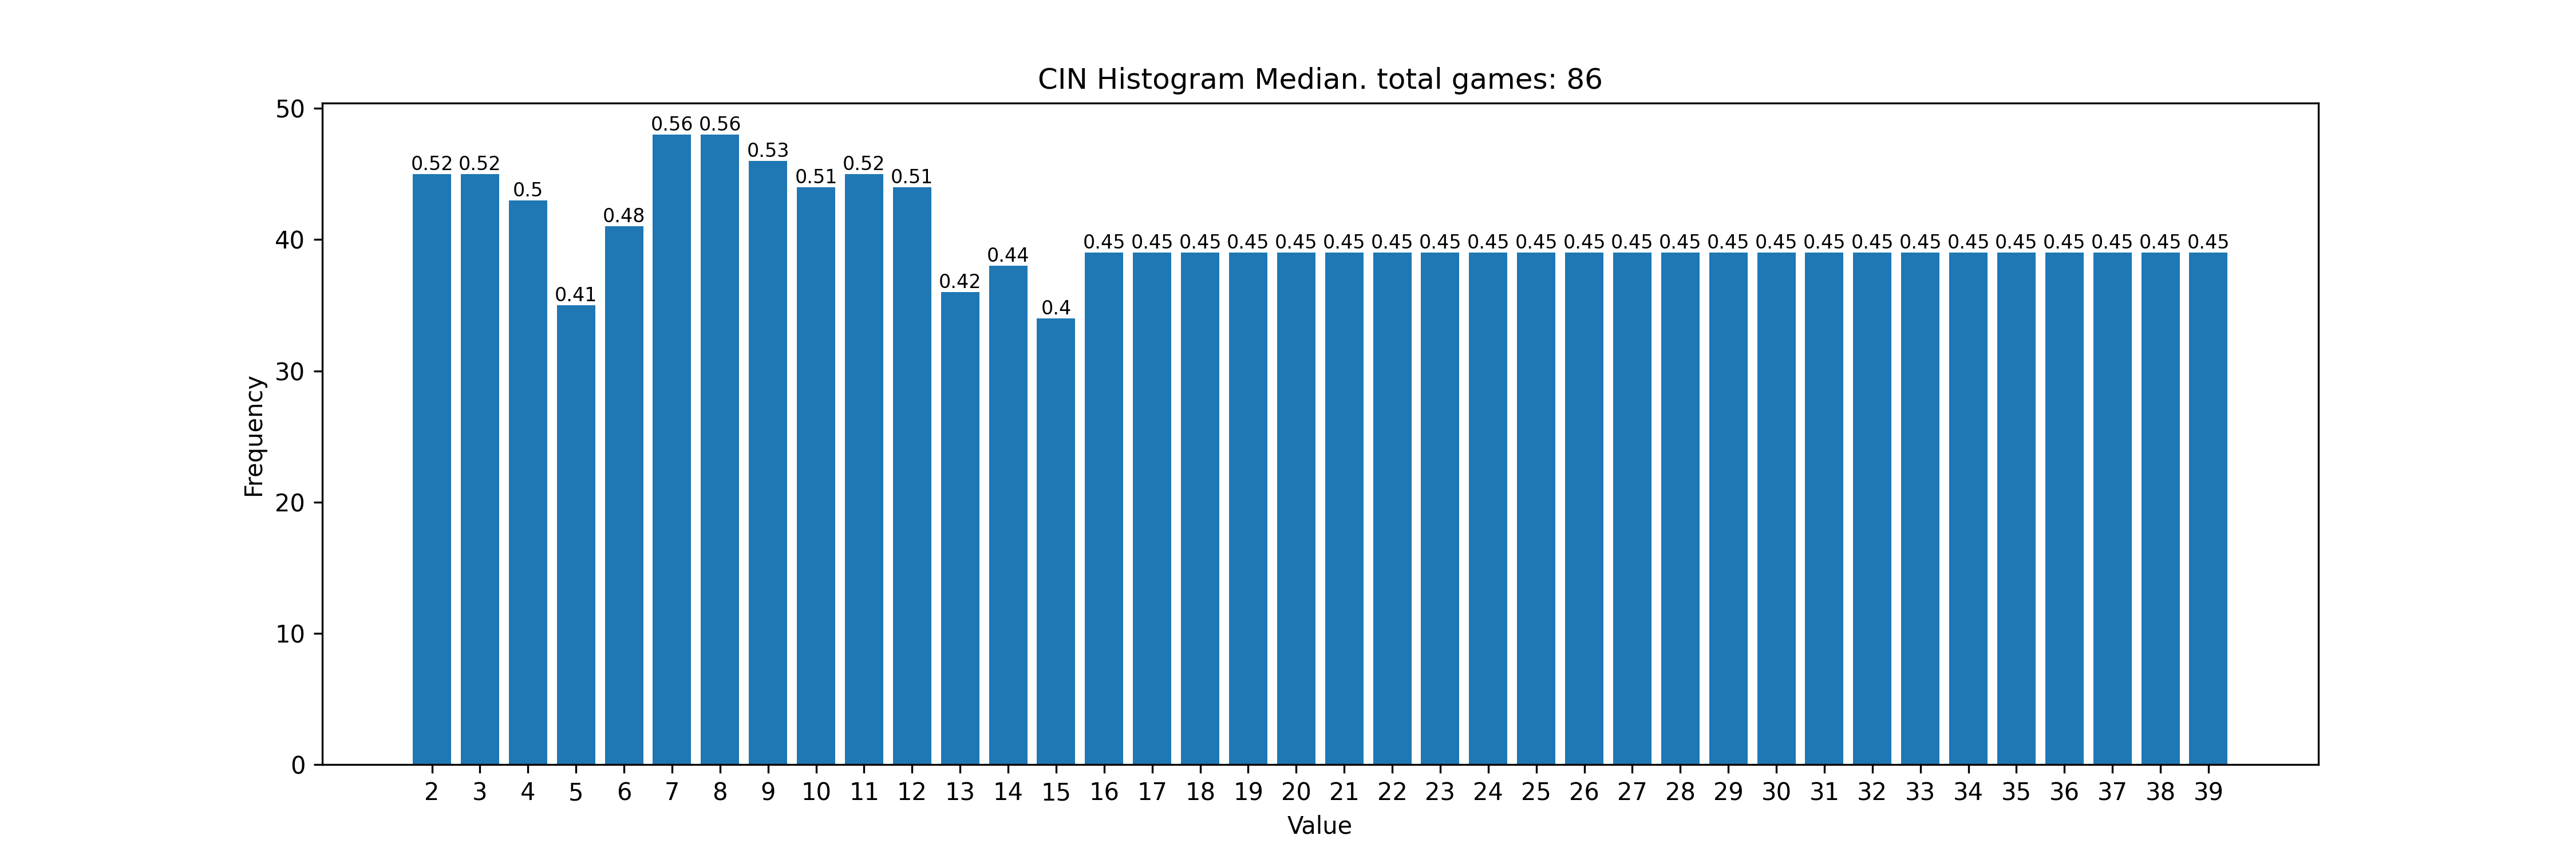 CIN Histogram Median. total games: 86
50
40
30
20
10
0
Frequency
0.52 0.52 0.5 0.41 0.48 0.56 0.56 0.53 0.51 0.52 0.51 0.42 0.44 0.4 0.45 0.45 0.45 0.45 0.45 0.45 0.45 0.45 0.45 0.45 0.45 0.45 0.45 0.45 0.45 0.45 0.45 0.45 0.45 0.45 0.45 0.45 0.45 0.45
2 3 4 5 6 7 8 9 10 11 12 13 14 15 16 17 18 19 20 21 22 23 24 25 26 27 28 29 30 31 32 33 34 35 36 37 38 39
Value